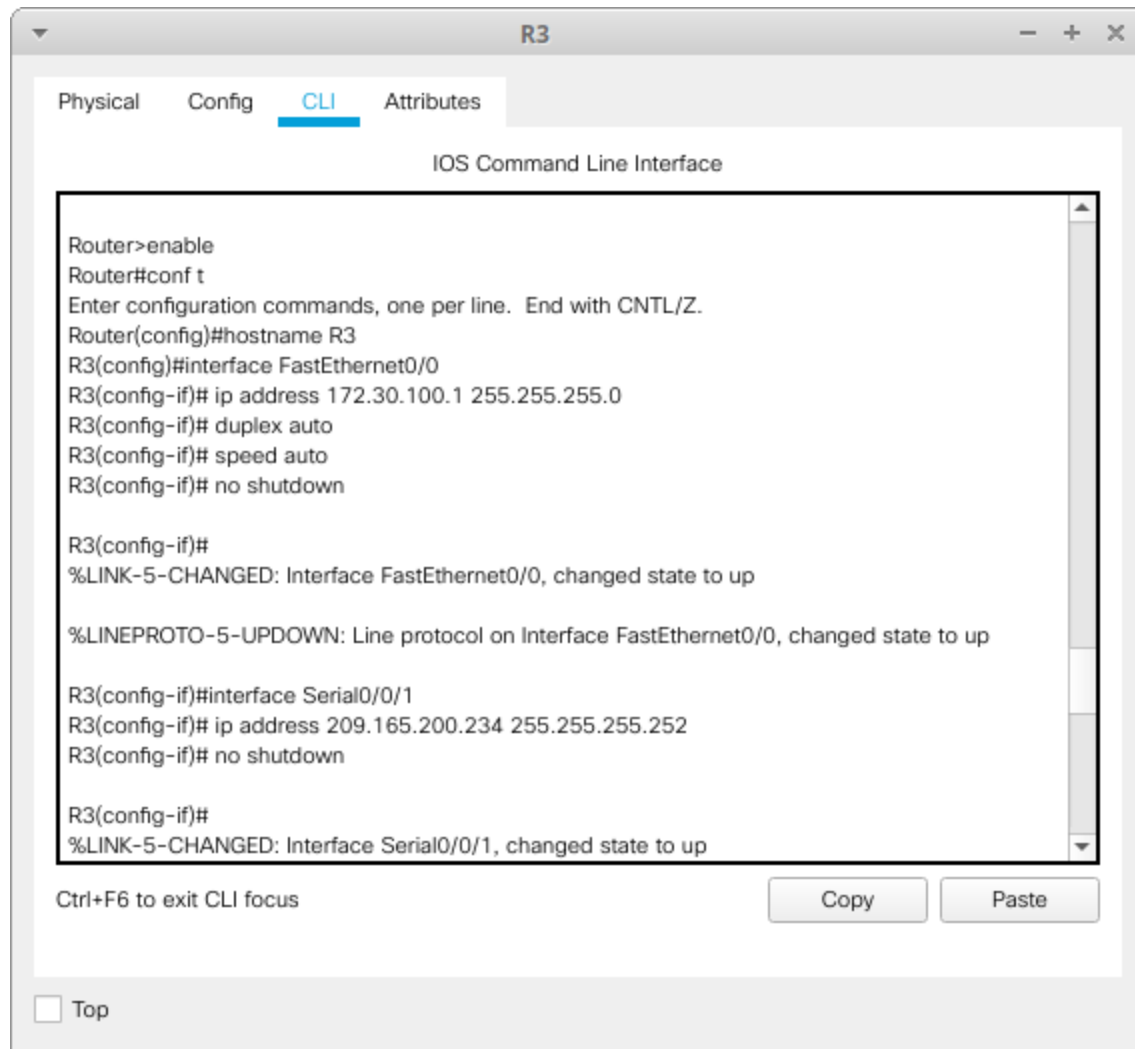 R3
Physical Config CLI Attributes
IOS Command Line Interface
Router>enable
Router#conf t
Enter configuration commands, one per line.  End with CNTL/Z.
Router(config)#hostname R3
R3(config)#interface FastEthernet0/0
R3(config-if)# ip address 172.30.100.1 255.255.255.0
R3(config-if)# duplex auto
R3(config-if)# speed auto
R3(config-if)# no shutdown
R3(config-if)#
%LINK-5-CHANGED: Interface FastEthernet0/0, changed state to up
%LINEPROTO-5-UPDOWN: Line protocol on Interface FastEthernet0/0, changed state to up
R3(config-if)#interface Serial0/0/1
R3(config-if)# ip address 209.165.200.234 255.255.255.252
R3(config-if)# no shutdown
R3(config-if)#
%LINK-5-CHANGED: Interface Serial0/0/1, changed state to up
Ctrl+F6 to exit CLI focus
Copy
Paste
Top